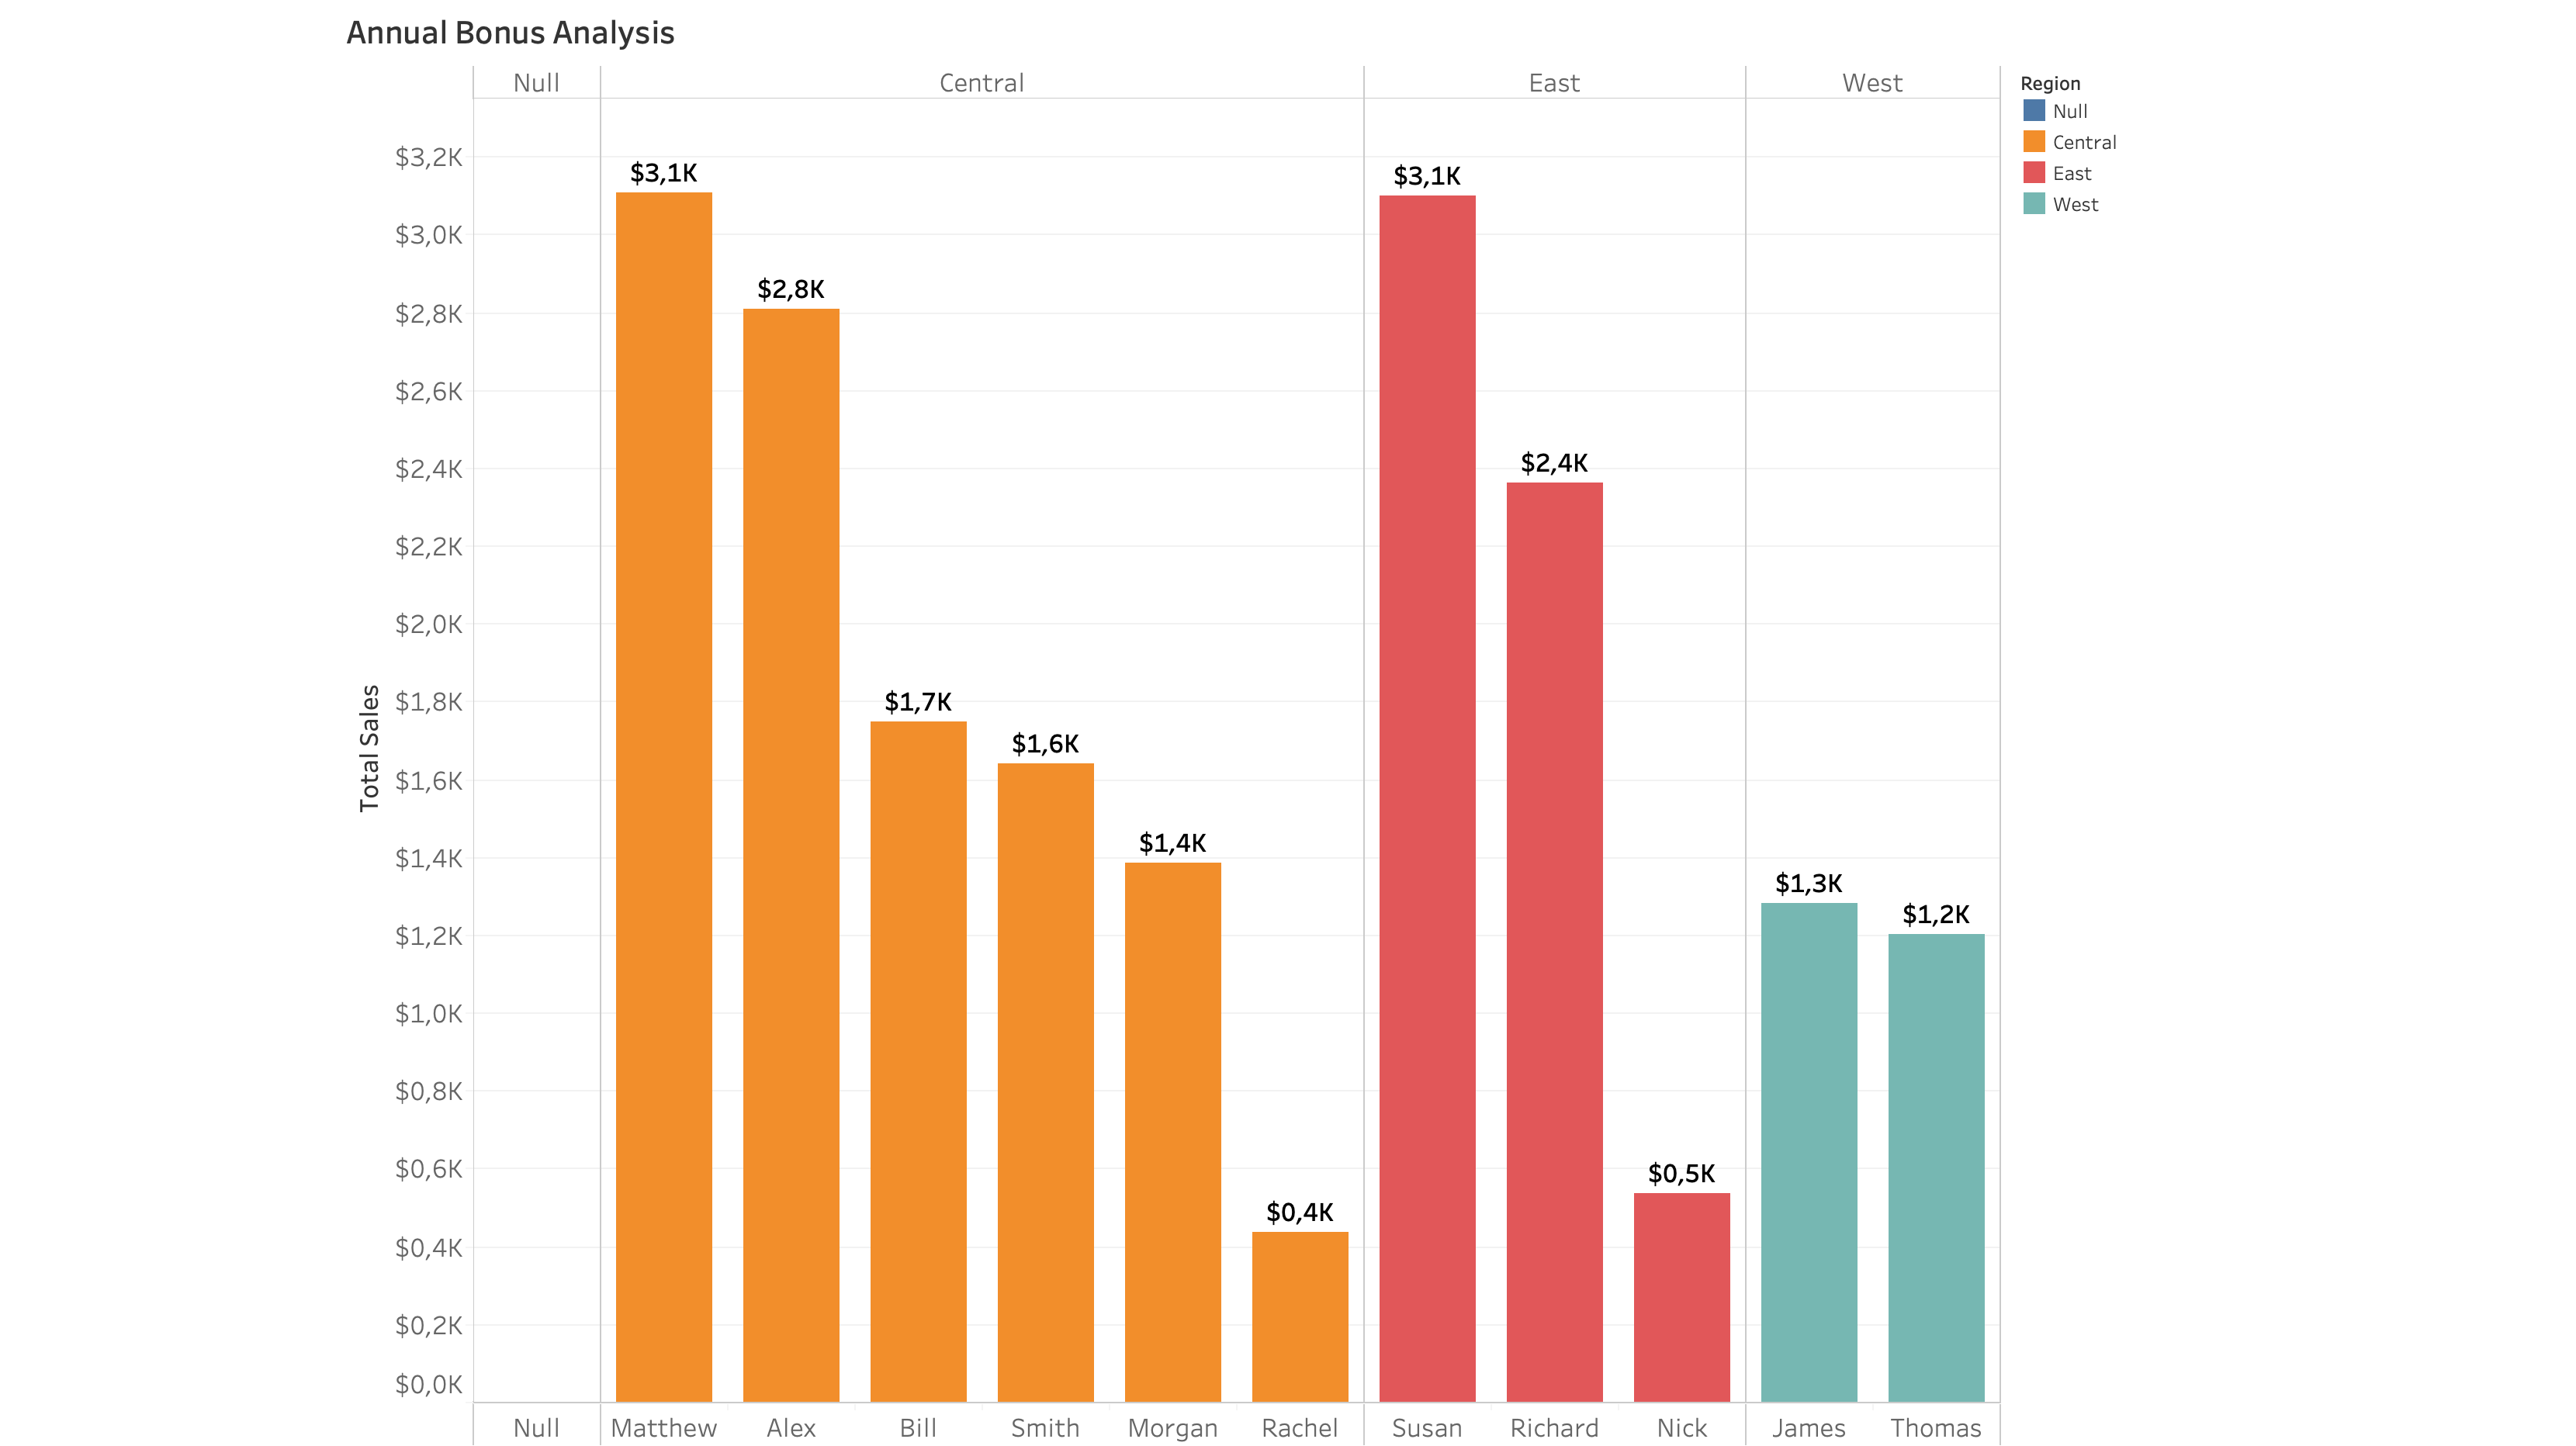 Annual Bonus Analysis
Null Central East West
Region
Null
Central
East
West
$3,2K
$3,0K
$2,8K
$2,6K
$2,4K
$2,2K
$2,0K
$1,8K
$1,6K
$1,4K
$1,2K
$1,0K
$0,8K
$0,6K
$0,4K
$0,2K
$0,0K
Total Sales
$3,1K
$2,8K
$1,7K
$1,6K
$1,4K
$0,4K
$3,1K
$2,4K
$0,5K
$1,3K
$1,2K
Null Matthew Alex Bill Smith Morgan Rachel Susan Richard Nick James Thomas